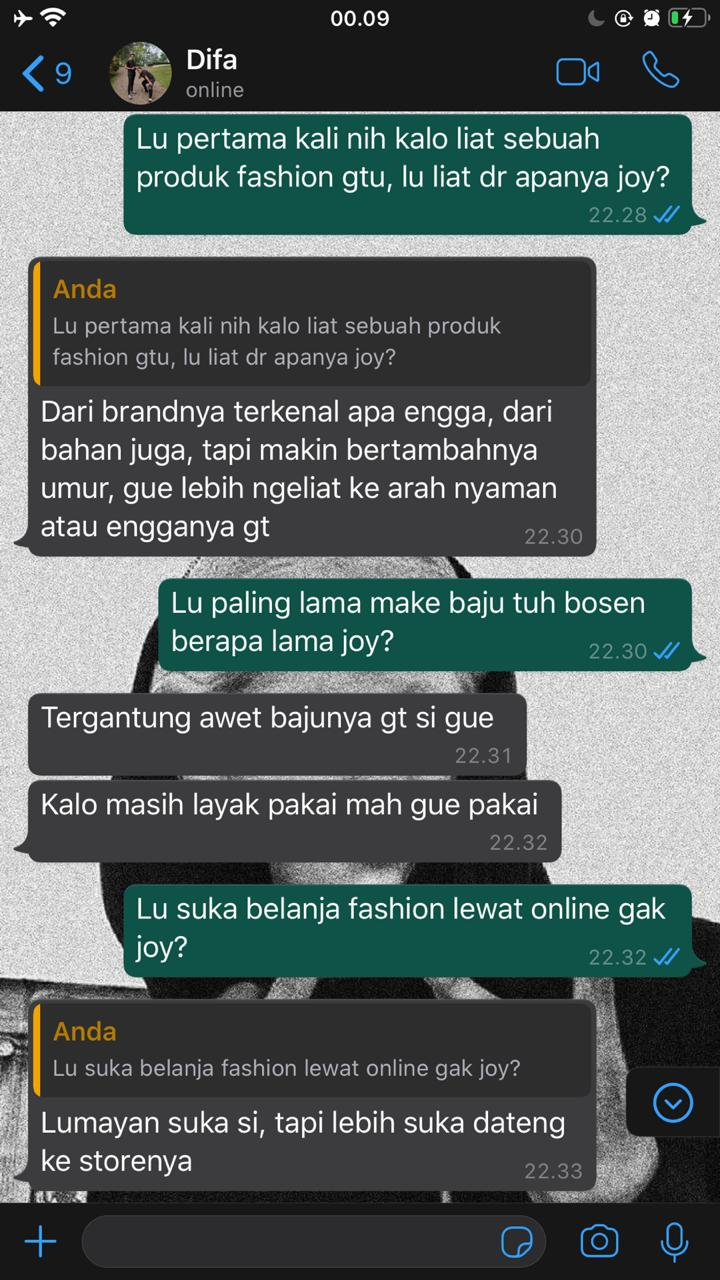 00.09
9
Difa
online
Lu pertama kali nih kalo liat sebuah
produk fashion gtu, lu liat dr apanya joy?
22.28
Anda
Lu pertama kali nih kalo liat sebuah produk
fashion gtu, lu liat dr apanya joy?
Dari brandnya terkenal apa engga, dari
bahan juga, tapi makin bertambahnya
umur, gue lebih ngeliat ke arah nyaman
atau engganya gt
22.30
Lu paling lama make baju tuh bosen
berapa lama joy?
22.30
Tergantung awet bajunya gt si gue
22.31
Kalo masih layak pakai mah gue pakai
22.32
Lu suka belanja fashion lewat online gak
joy?
22.32
Anda
Lu suka belanja fashion lewat online gak joy?
Lumayan suka si, tapi lebih suka dateng
ke storenya
22.33